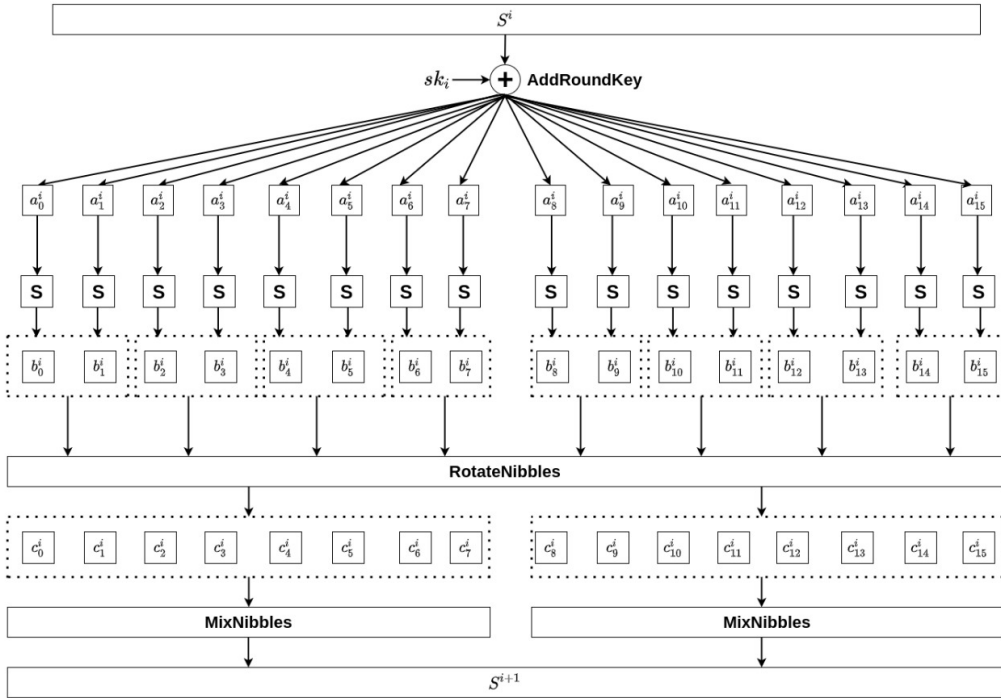 S^i
sk_i AddRoundKey
a_0^i a_1^i a_2^i a_3^i a_4^i a_5^i a_6^i a_7^i a_8^i a_9^i a_10^i a_11^i a_12^i a_13^i a_14^i a_15^i
S S S S S S S S S S S S S S S S
b_0^i b_1^i b_2^i b_3^i b_4^i b_5^i b_6^i b_7^i b_8^i b_9^i b_10^i b_11^i b_12^i b_13^i b_14^i b_15^i
RotateNibbles
c_0^i c_1^i c_2^i c_3^i c_4^i c_5^i c_6^i c_7^i c_8^i c_9^i c_10^i c_11^i c_12^i c_13^i c_14^i c_15^i
MixNibbles MixNibbles
S^{i+1}